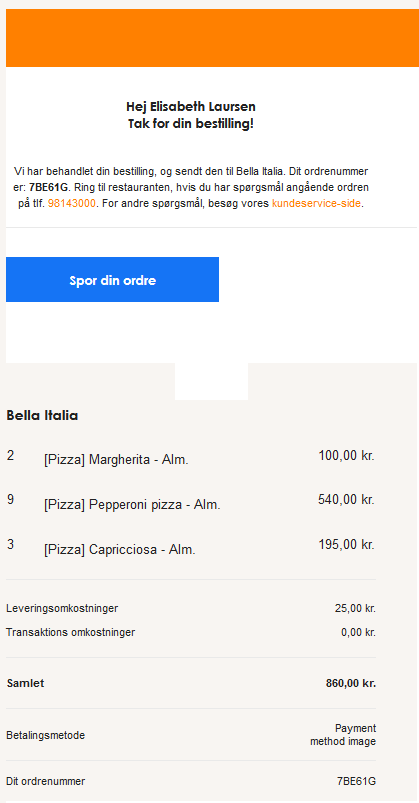 Hej Elisabeth Laursen
Tak for din bestilling!
Vi har behandlet din bestilling, og sendt den til Bella Italia. Dit ordrenummer
er: 7BE61G. Ring til restauranten, hvis du har spørgsmål angående ordren
på tlf. 98143000. For andre spørgsmål, besøg vores kundeservice-side.
Spor din ordre
Bella Italia
2 [Pizza] Margherita - Alm. 100,00 kr.
9 [Pizza] Pepperoni pizza - Alm. 540,00 kr.
3 [Pizza] Capricciosa - Alm. 195,00 kr.
Leveringsomkostninger 25,00 kr.
Transaktions omkostninger 0,00 kr.
Samlet 860,00 kr.
Betalingsmetode Payment
method image
Dit ordrenummer 7BE61G